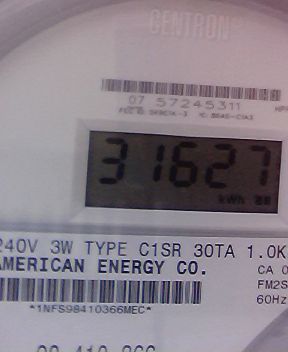 CENTRON®
07 57245311
31627
kWh
240V 3W TYPE C1SR 30TA 1.0K
AMERICAN ENERGY CO.
CA 0
FM2S
60Hz
*1NFS98410366MEC*